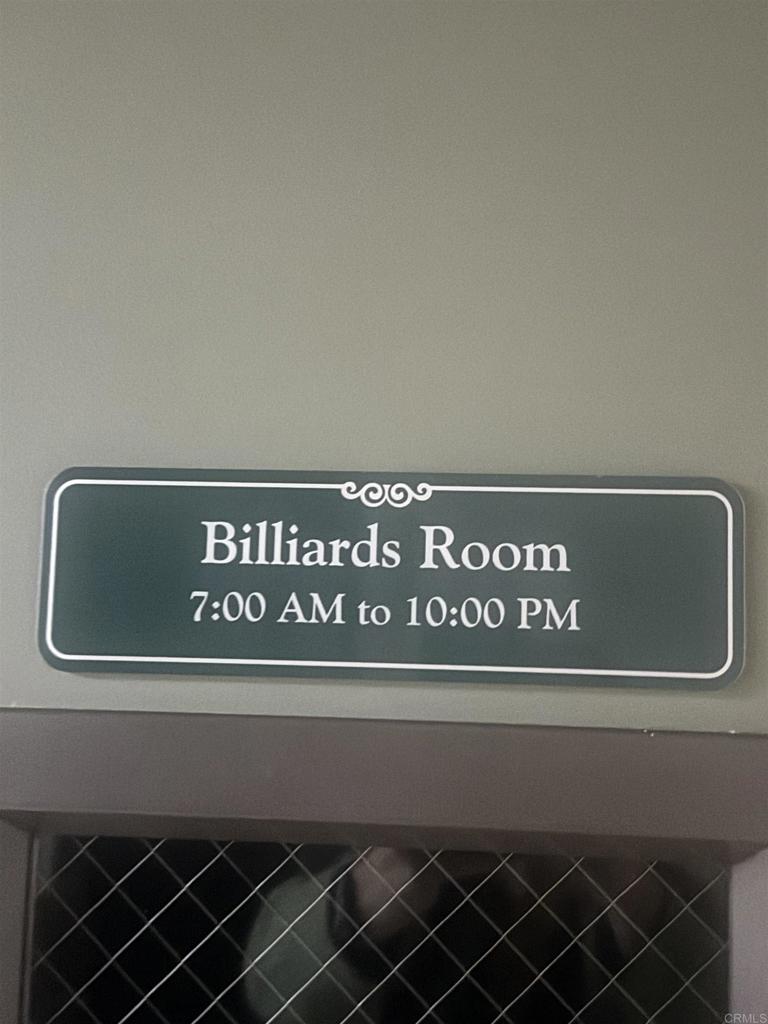 Billiards Room
7:00 AM to 10:00 PM
CRMLS